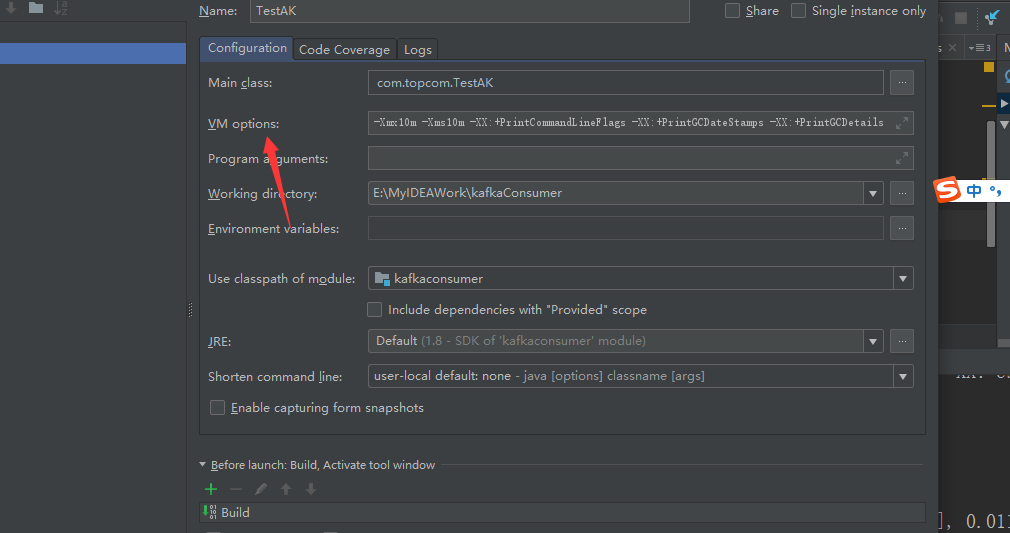 Name: TestAK Share Single instance only
Configuration Code Coverage Logs
Main class: com.topcom.TestAK ...
VM options: -Xmx10m -Xms10m -XX:+PrintCommandLineFlags -XX:+PrintGCDateStamps -XX:+PrintGCDetails
Program arguments:
Working directory: E:\MyIDEAWork\kafkaConsumer ...
Environment variables: ...
Use classpath of module: kafkaconsumer
Include dependencies with "Provided" scope
JRE: Default (1.8 - SDK of 'kafkaconsumer' module) ...
Shorten command line: user-local default: none - java [options] classname [args]
Enable capturing form snapshots
Before launch: Build, Activate tool window
Build
S 中 °,
], 0.011